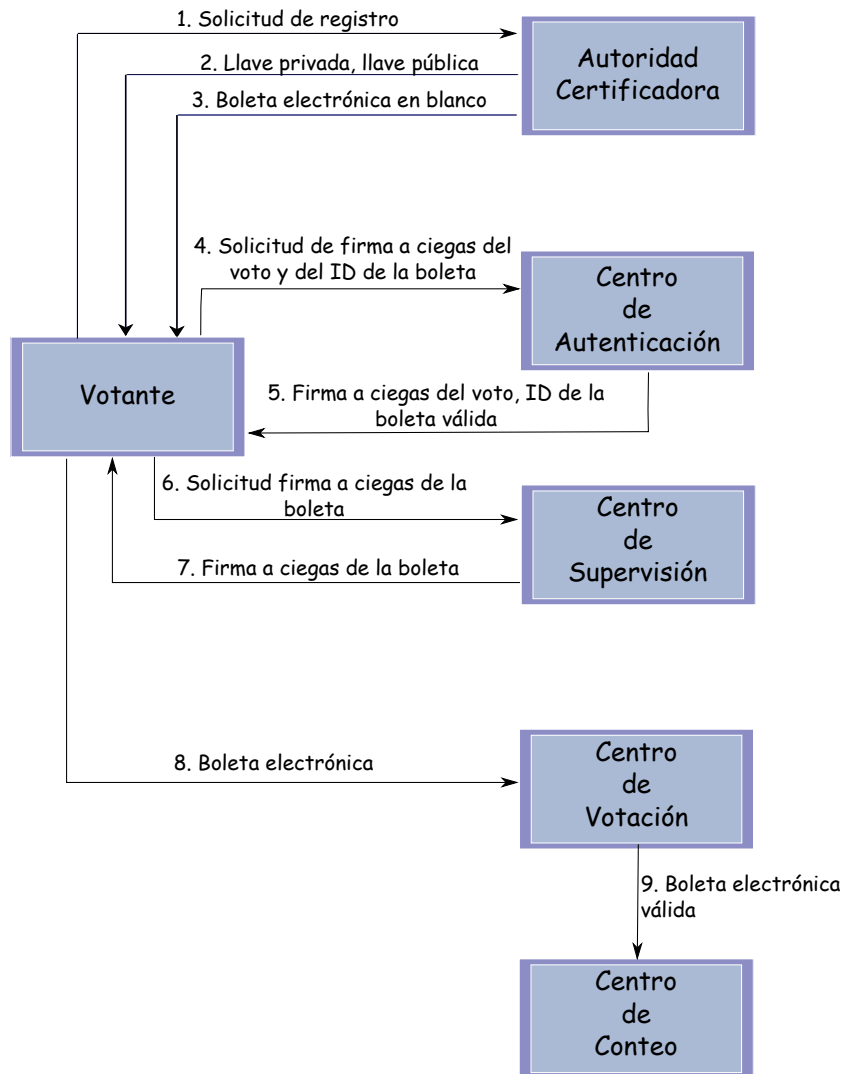 1. Solicitud de registro
2. Llave privada, llave pública
3. Boleta electrónica en blanco
Autoridad
Certificadora
4. Solicitud de firma a ciegas del
voto y del ID de la boleta
Centro
de
Autenticación
Votante
5. Firma a ciegas del voto, ID de la
boleta válida
6. Solicitud firma a ciegas de la
boleta
7. Firma a ciegas de la boleta
Centro
de
Supervisión
8. Boleta electrónica
Centro
de
Votación
9. Boleta electrónica
válida
Centro
de
Conteo